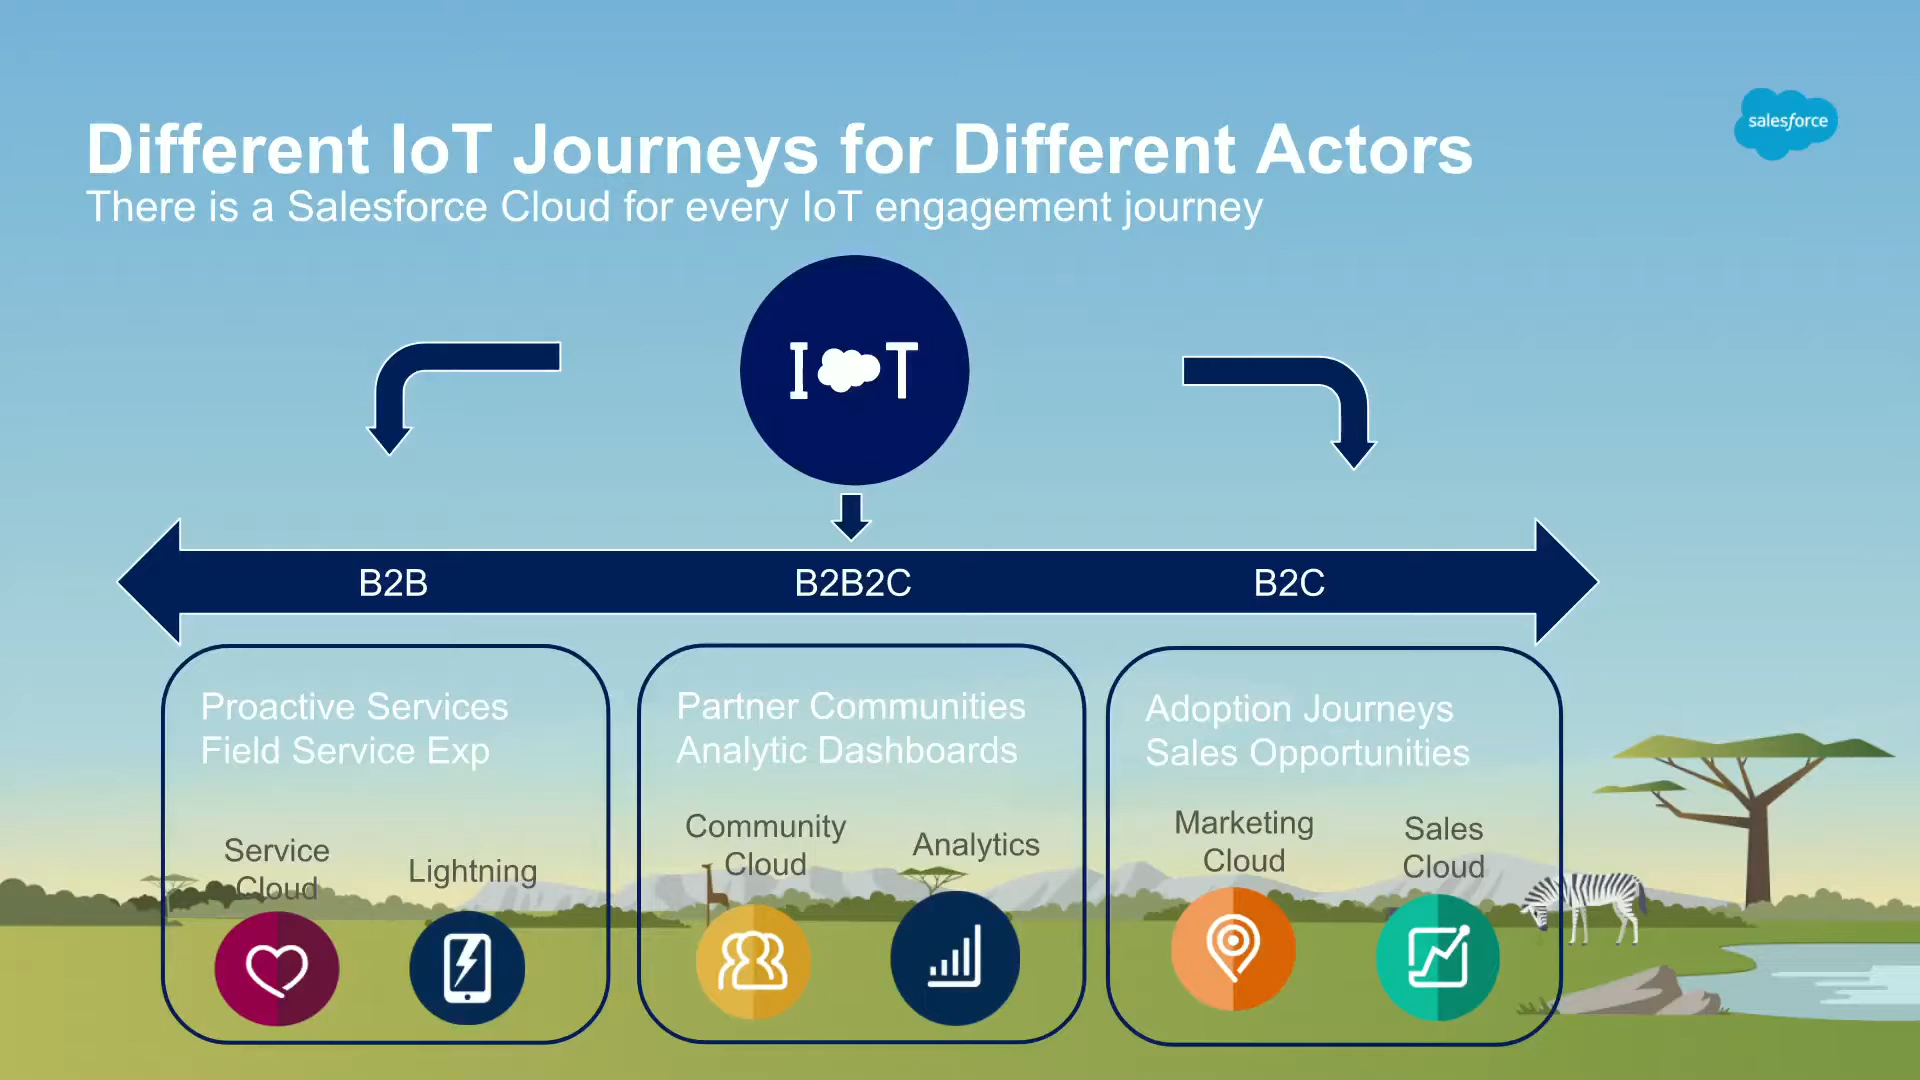 Different IoT Journeys for Different Actors
There is a Salesforce Cloud for every IoT engagement journey
salesforce
I T
B2B
B2B2C
B2C
Proactive Services
Field Service Exp
Service
Cloud
Lightning
Partner Communities
Analytic Dashboards
Community
Cloud
Analytics
Adoption Journeys
Sales Opportunities
Marketing
Cloud
Sales
Cloud